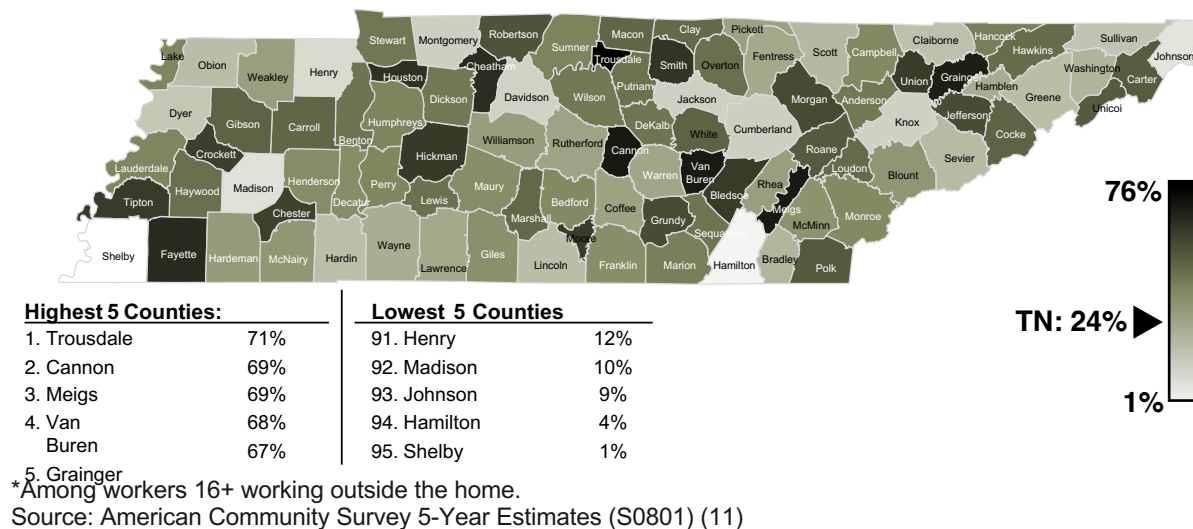 Lake
Obion
Weakley
Henry
Stewart
Montgomery
Robertson
Cheatham
Sumner
Macon
Trousdale
Clay
Pickett
Overton
Fentress
Scott
Campbell
Claiborne
Hancock
Hawkins
Sullivan
Johnson
Washington
Carter
Unicoi
Greene
Hamblen
Grainger
Union
Jefferson
Cocke
Sevier
Knox
Anderson
Morgan
Roane
Loudon
Blount
Monroe
McMinn
Polk
Bradley
Hamilton
Meigs
Rhea
Cumberland
Bledsoe
Van
Buren
White
Putnam
Jackson
Smith
DeKalb
Wilson
Davidson
Houston
Dickson
Humphreys
Benton
Carroll
Gibson
Dyer
Crockett
Lauderdale
Haywood
Madison
Henderson
Decatur
Perry
Hickman
Lewis
Maury
Williamson
Rutherford
Cannon
Warren
Coffee
Bedford
Marshall
Moore
Grundy
Marion
Franklin
Lincoln
Giles
Lawrence
Wayne
Hardin
McNairy
Chester
Hardeman
Fayette
Shelby
Tipton
76%
TN: 24%
1%
Highest 5 Counties:
1. Trousdale 71%
2. Cannon 69%
3. Meigs 69%
4. Van 68%
Buren 67%
5. Grainger
Lowest 5 Counties
91. Henry 12%
92. Madison 10%
93. Johnson 9%
94. Hamilton 4%
95. Shelby 1%
*Among workers 16+ working outside the home.
Source: American Community Survey 5-Year Estimates (S0801) (11)